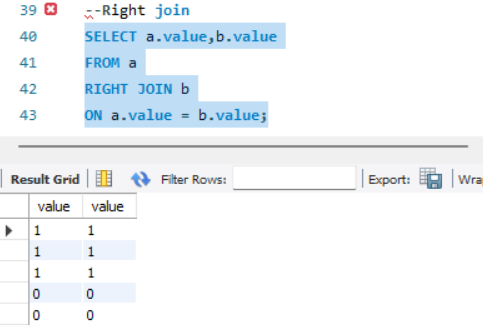 39 --Right join
40 SELECT a.value,b.value
41 FROM a
42 RIGHT JOIN b
43 ON a.value = b.value;
Result Grid Filter Rows: Export: Wra
value value
1 1
1 1
1 1
0 0
0 0